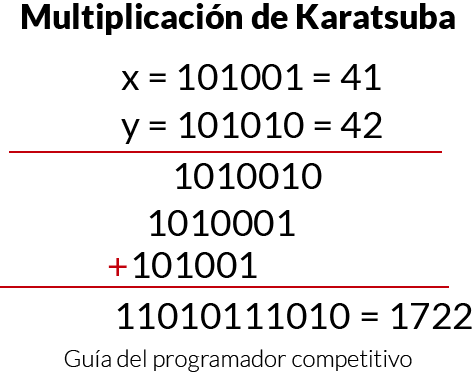 Multiplicación de Karatsuba
x = 101001 = 41
y = 101010 = 42
1010010
1010001
+101001
11010111010 = 1722
Guía del programador competitivo